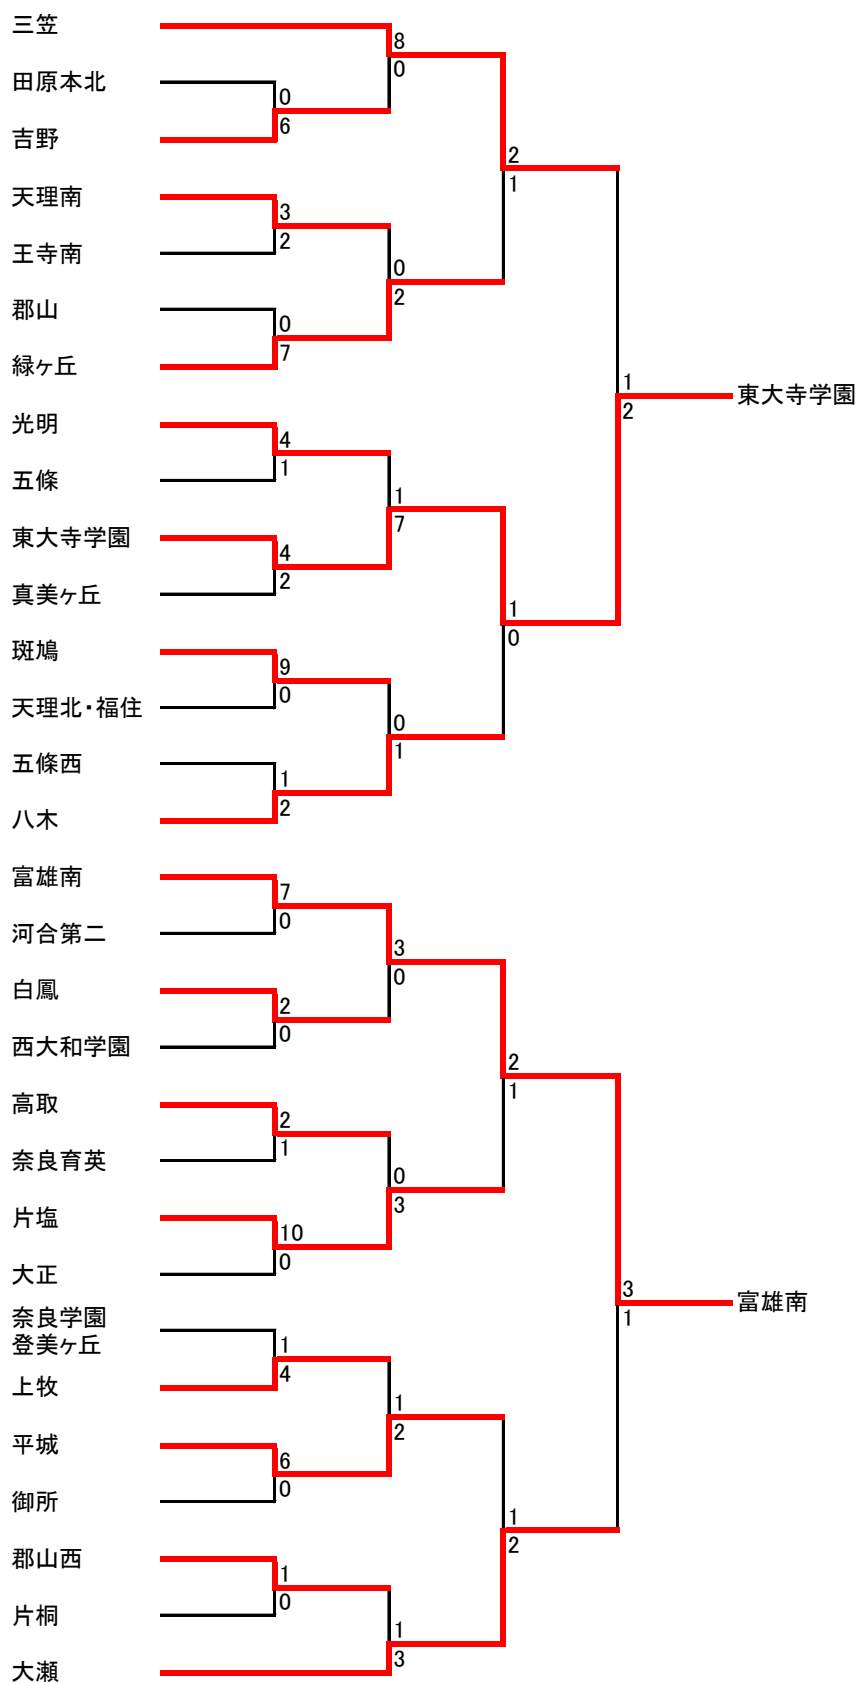 三笠
8
0
田原本北
0
6
吉野
2
1
天理南
3
2
王寺南
0
2
郡山
0
7
緑ヶ丘
1
2
東大寺学園
光明
4
1
五條
1
7
東大寺学園
4
2
真美ヶ丘
1
0
斑鳩
9
0
天理北・福住
0
1
五條西
1
2
八木
富雄南
7
0
河合第二
3
0
白鳳
2
0
西大和学園
2
1
高取
2
1
奈良育英
0
3
片塩
10
0
大正
3
1
富雄南
奈良学園
登美ヶ丘
1
4
上牧
1
2
平城
6
0
御所
1
2
郡山西
1
0
片桐
1
3
大瀬